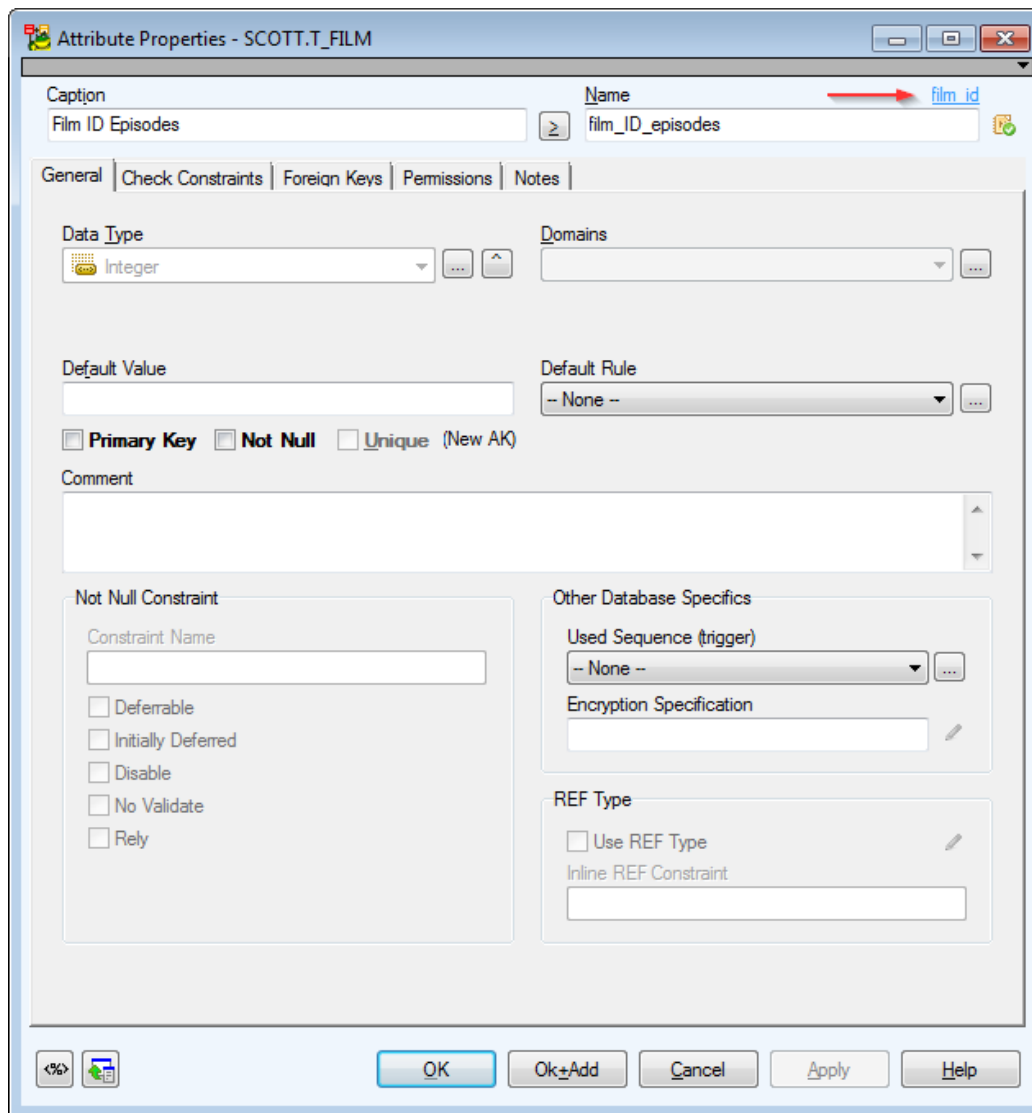 Attribute Properties - SCOTT.T_FILM
Caption
Name
film_id
Film ID Episodes
≥
film_ID_episodes
General
Check Constraints
Foreign Keys
Permissions
Notes
Data Type
Domains
Integer
...
^
...
Default Value
Default Rule
-- None --
...
Primary Key
Not Null
Unique
(New AK)
Comment
Not Null Constraint
Constraint Name
Deferrable
Initially Deferred
Disable
No Validate
Rely
Other Database Specifics
Used Sequence (trigger)
-- None --
...
Encryption Specification
REF Type
Use REF Type
Inline REF Constraint
<%>
OK
Ok+Add
Cancel
Apply
Help